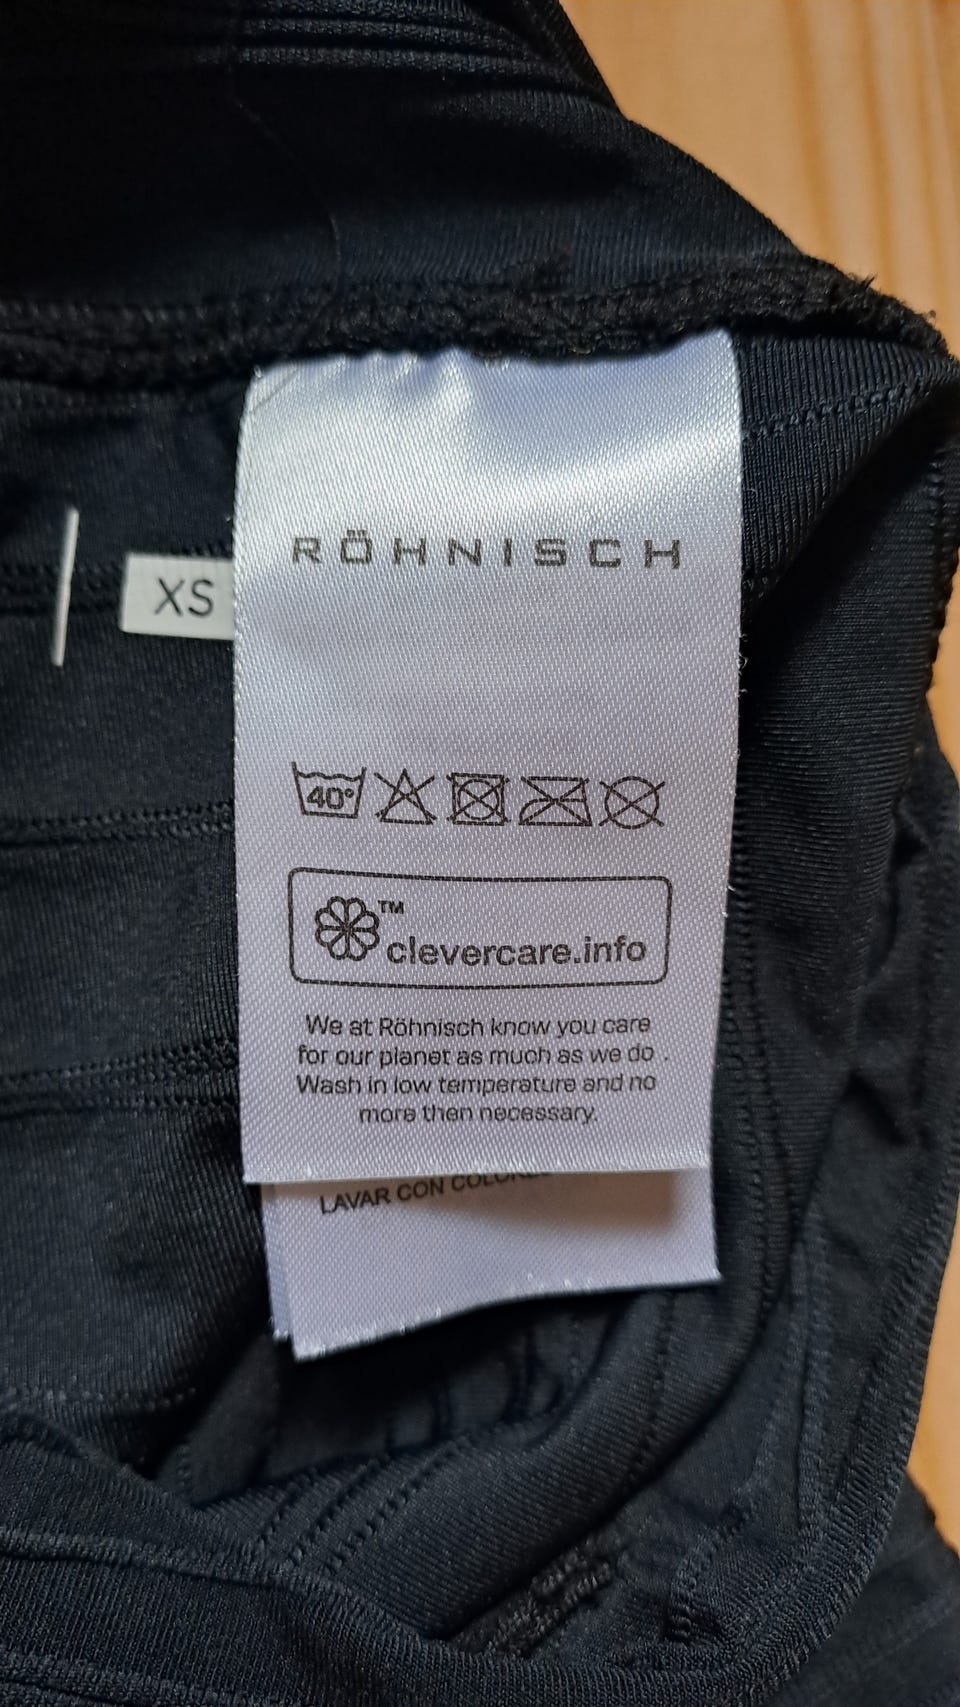 RÖHNISCH
XS
40°
™
clevercare.info
We at Röhnisch know you care
for our planet as much as we do .
Wash in low temperature and no
more then necessary.
LAVAR CON